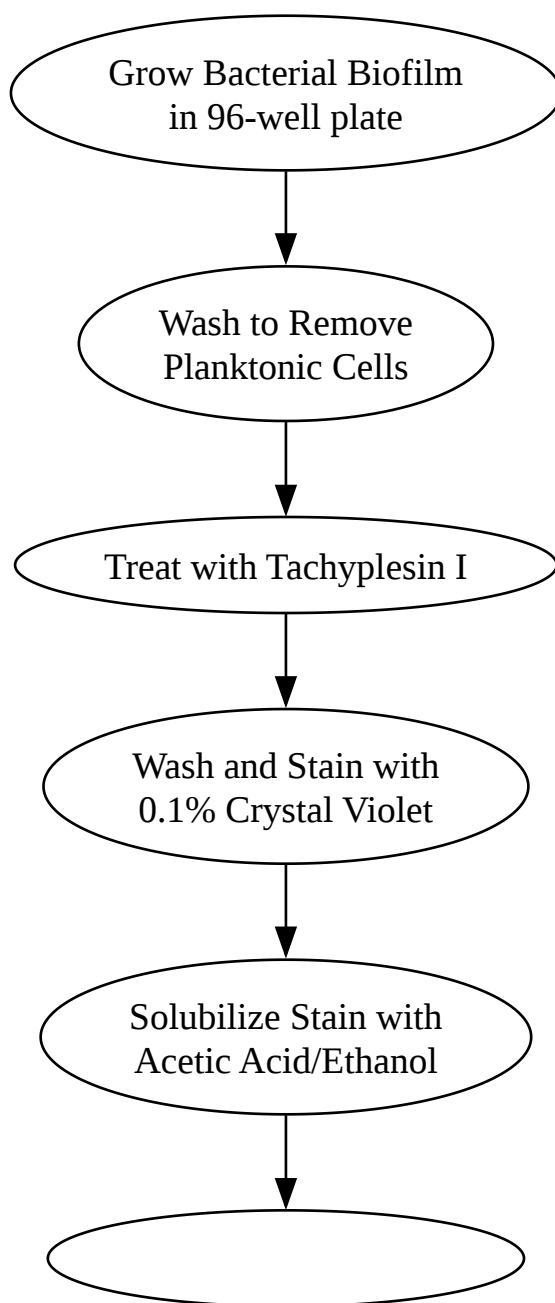 Grow Bacterial Biofilm
in 96-well plate
Wash to Remove
Planktonic Cells
Treat with Tachyplesin I
Wash and Stain with
0.1% Crystal Violet
Solubilize Stain with
Acetic Acid/Ethanol